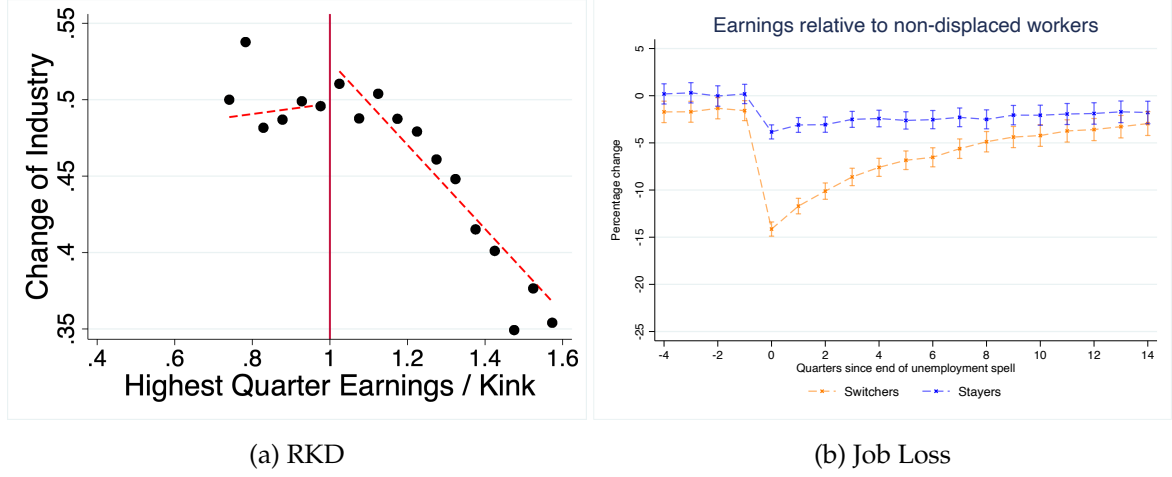 .55
.5
.45
.4
.35
Change of Industry
.4 .6 .8 1 1.2 1.4 1.6
Highest Quarter Earnings / Kink
(a) RKD
Earnings relative to non-displaced workers
5
0
-5
-10
-15
-20
-25
Percentage change
-4 -2 0 2 4 6 8 10 12 14
Quarters since end of unemployment spell
Switchers Stayers
(b) Job Loss